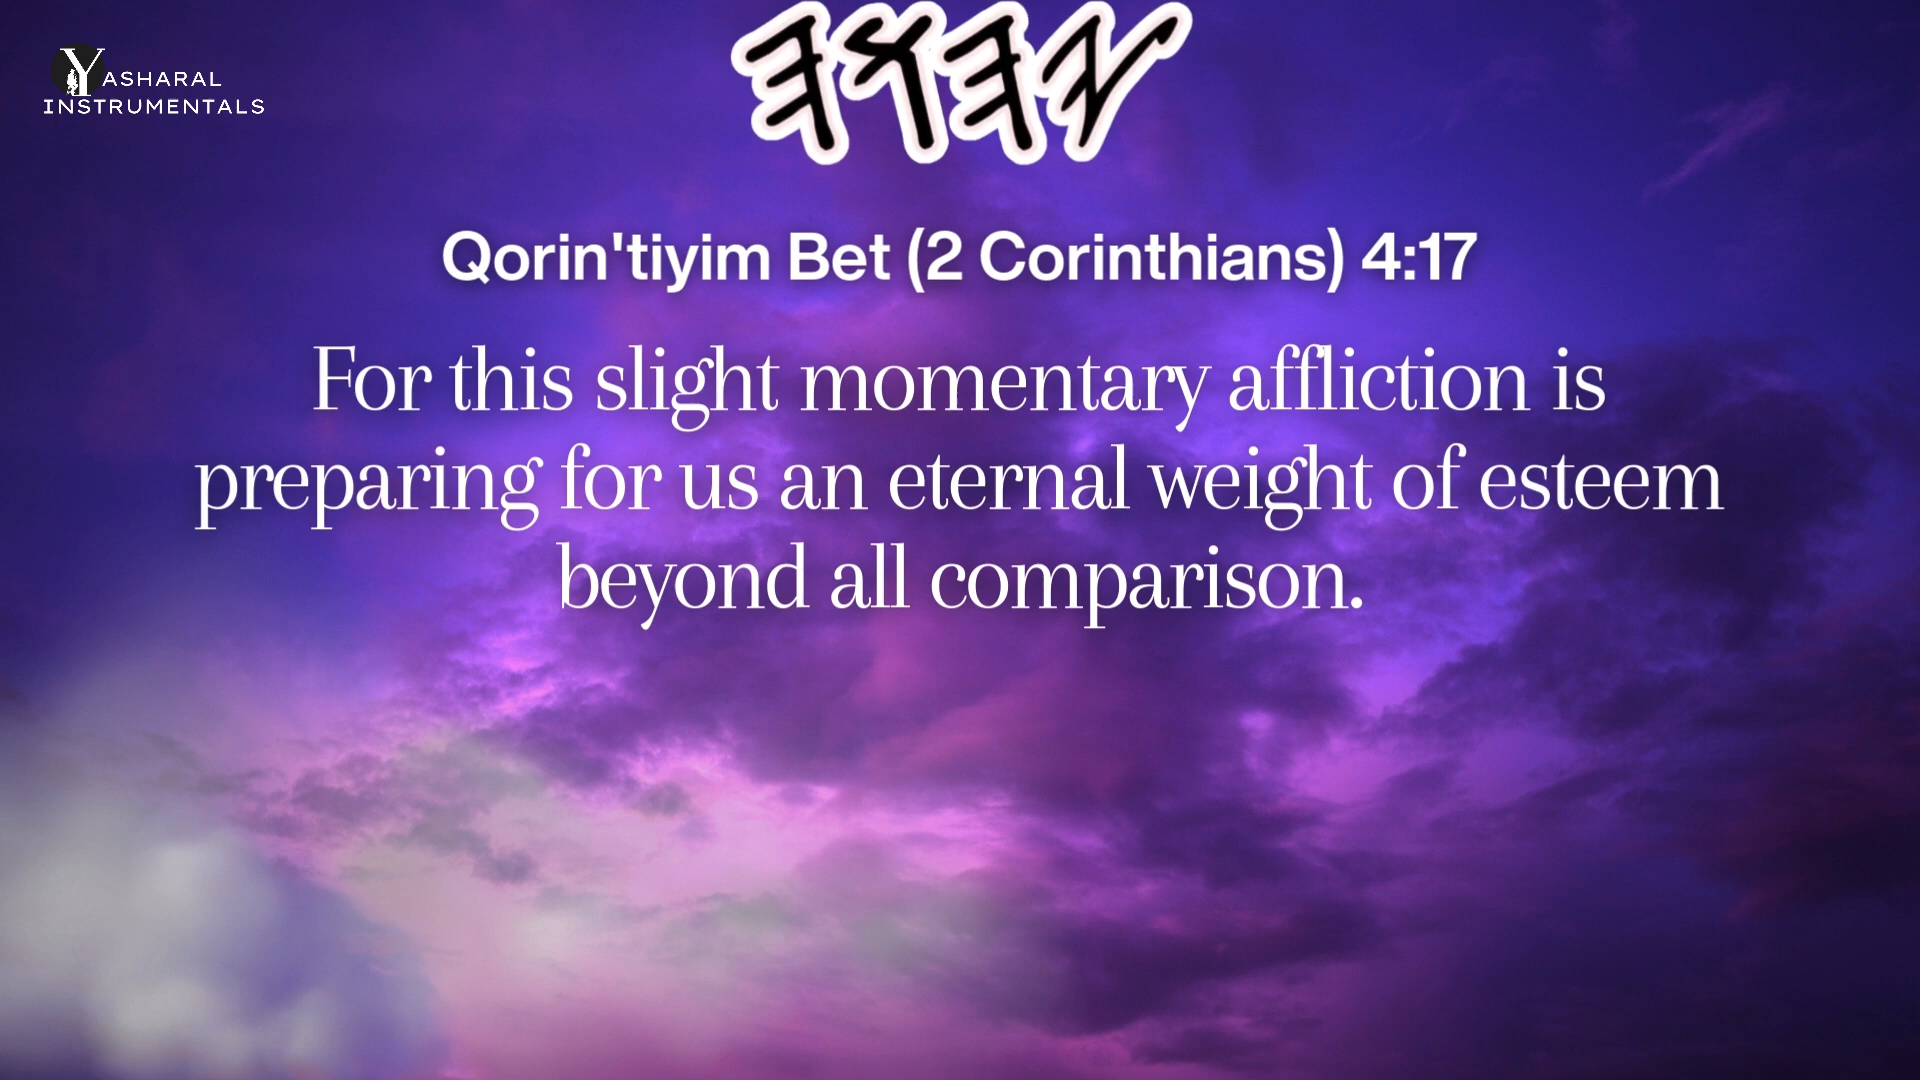 𐤉𐤄𐤅𐤄
YASHARAL
INSTRUMENTALS
Qorin'tiyim Bet (2 Corinthians) 4:17
For this slight momentary affliction is
preparing for us an eternal weight of esteem
beyond all comparison.